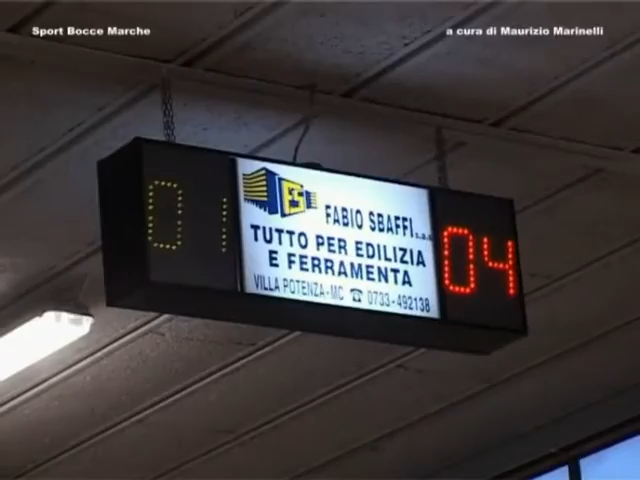 Sport Bocce Marche
a cura di Maurizio Marinelli
01
FABIO SBAFFI s.a.s.
TUTTO PER EDILIZIA
E FERRAMENTA
VILLA POTENZA-MC ☎ 0733-492138
04